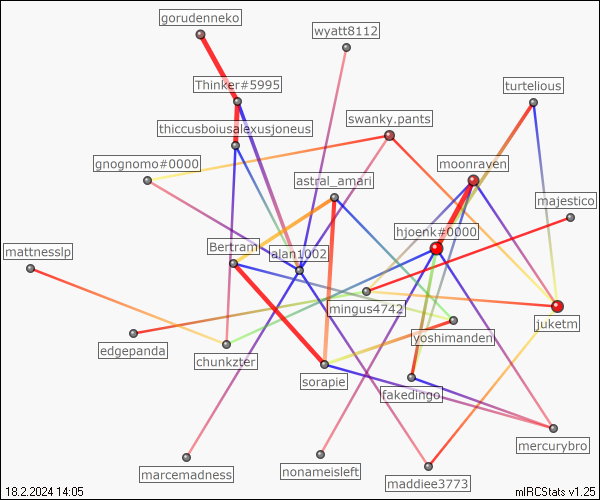 gorudenneko
wyatt8112
Thinker#5995
turtelious
swanky.pants
thiccusboiusalexusjoneus
gnognomo#0000
moonraven
astral_amari
majestico
hjoenk#0000
Bertram
alan1002
mattnesslp
mingus4742
juketm
yoshimanden
edgepanda
chunkzter
sorapie
fakedingo
mercurybro
marcemadness
nonameisleft
maddiee3773
18.2.2024 14:05
mIRCStats v1.25